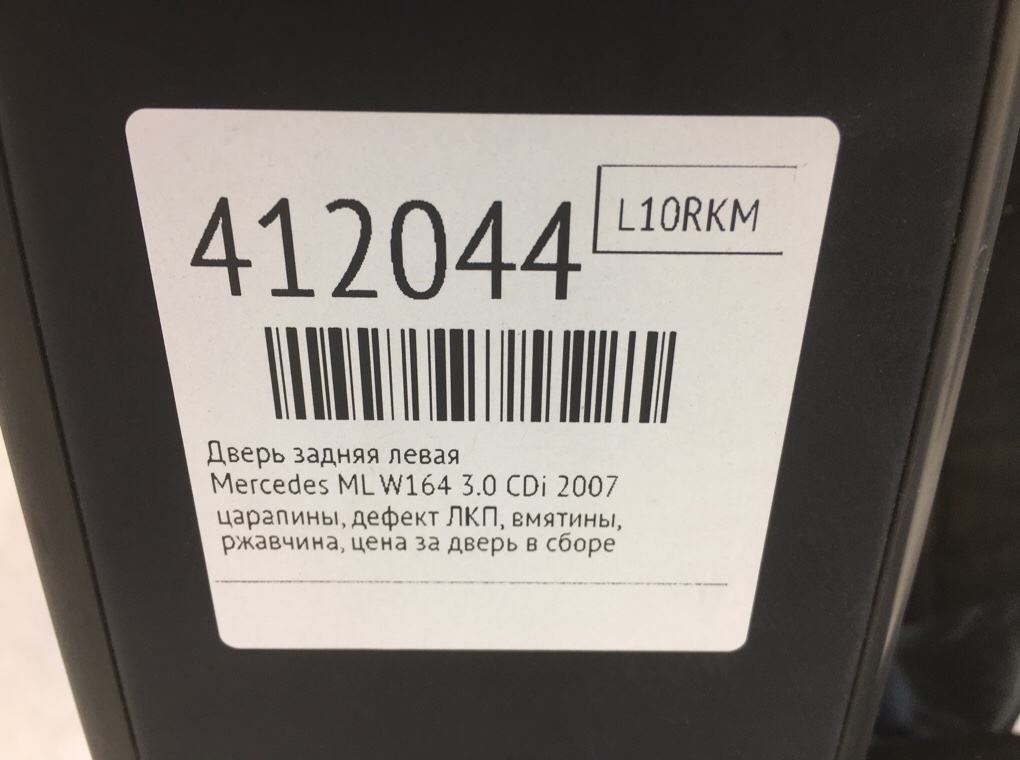 412044
L10RKM
Дверь задняя левая
Mercedes ML W164 3.0 CDi 2007
царапины, дефект ЛКП, вмятины,
ржавчина, цена за дверь в сборе